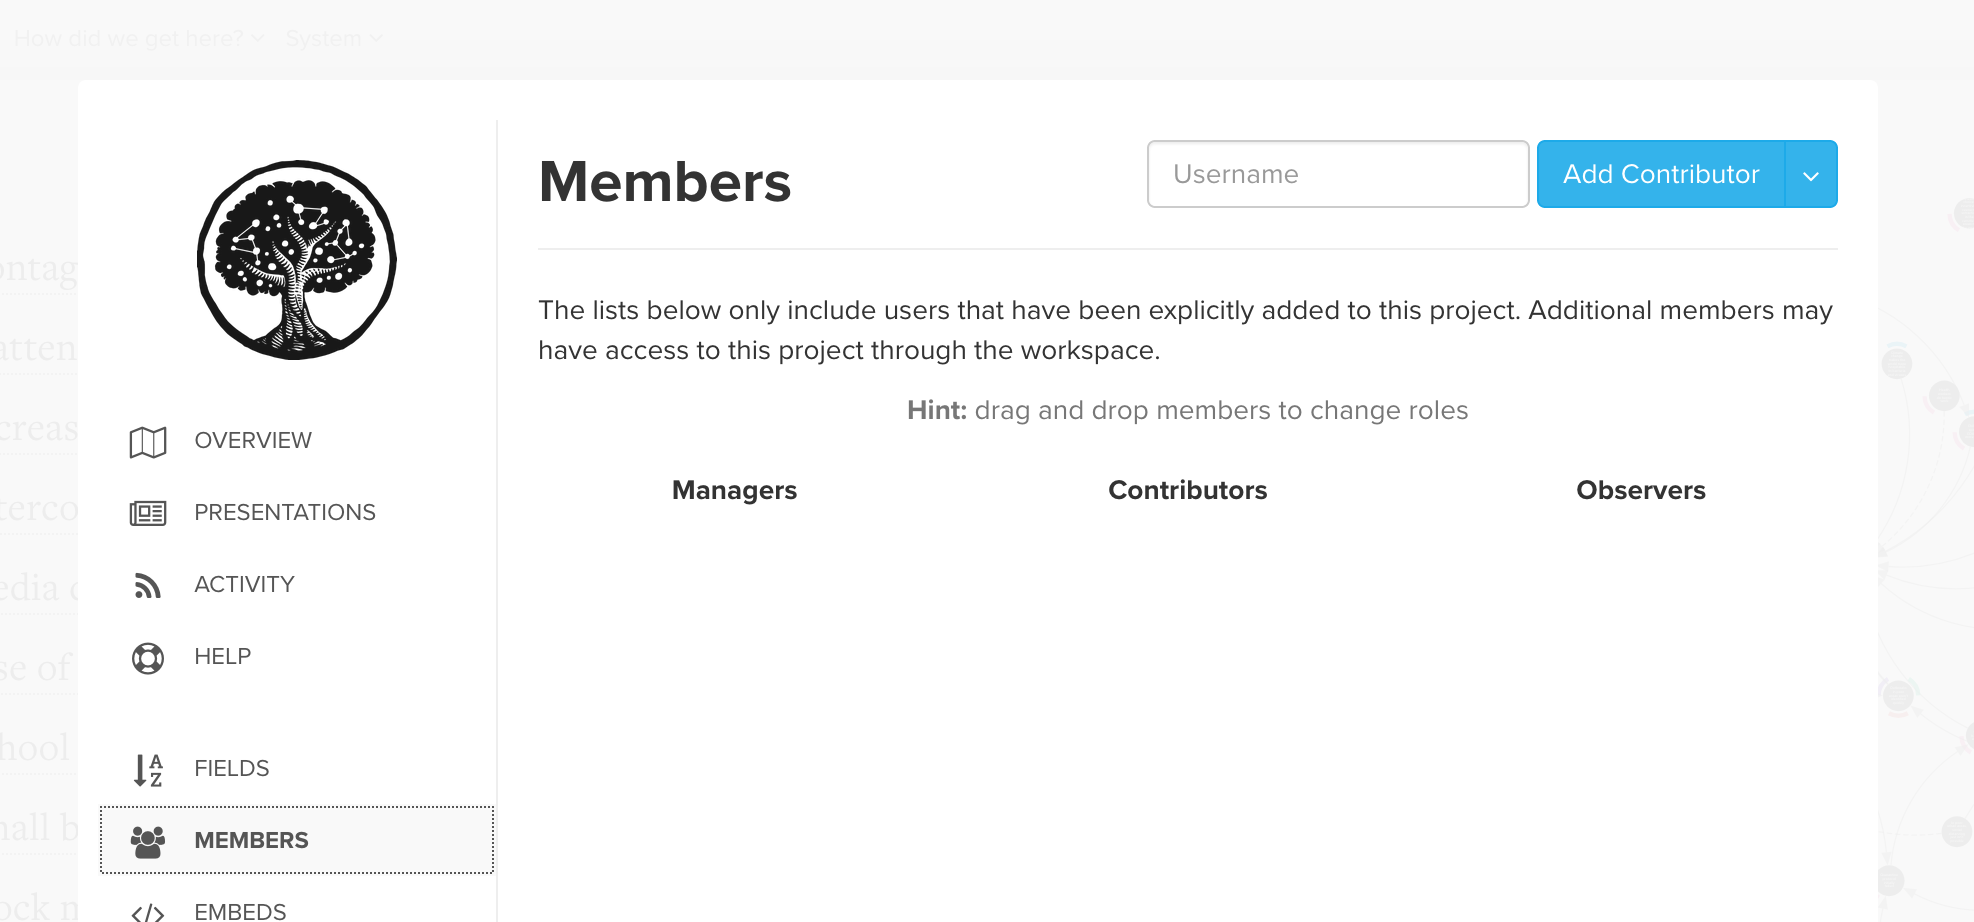 How did we get here? System
Members
Username
Add Contributor
The lists below only include users that have been explicitly added to this project. Additional members may
have access to this project through the workspace.
Hint: drag and drop members to change roles
Managers Contributors Observers
OVERVIEW
PRESENTATIONS
ACTIVITY
HELP
FIELDS
MEMBERS
EMBEDS
se of